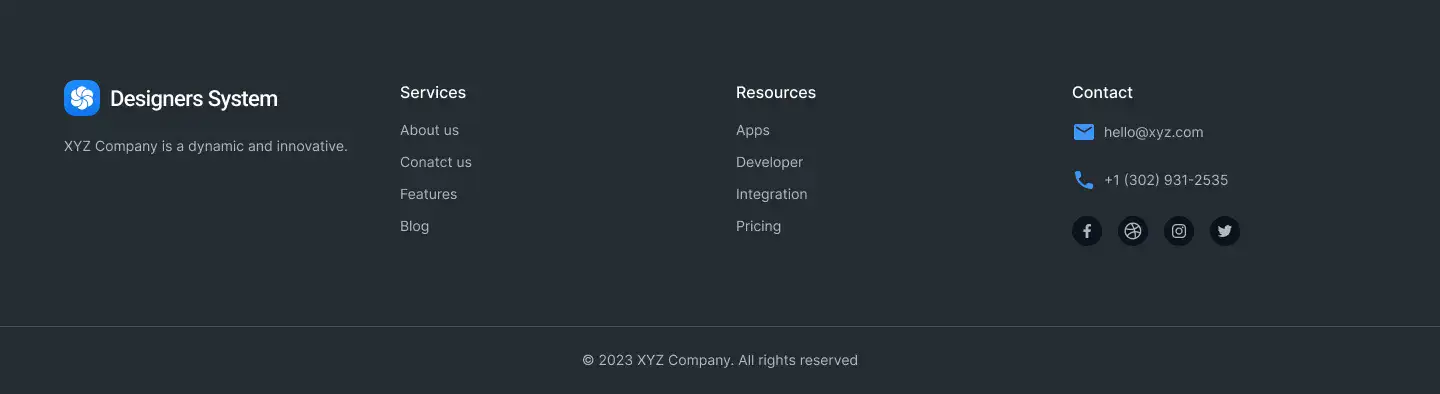 Designers System
XYZ Company is a dynamic and innovative.
Services
About us
Conatct us
Features
Blog
Resources
Apps
Developer
Integration
Pricing
Contact
hello@xyz.com
+1 (302) 931-2535
© 2023 XYZ Company. All rights reserved